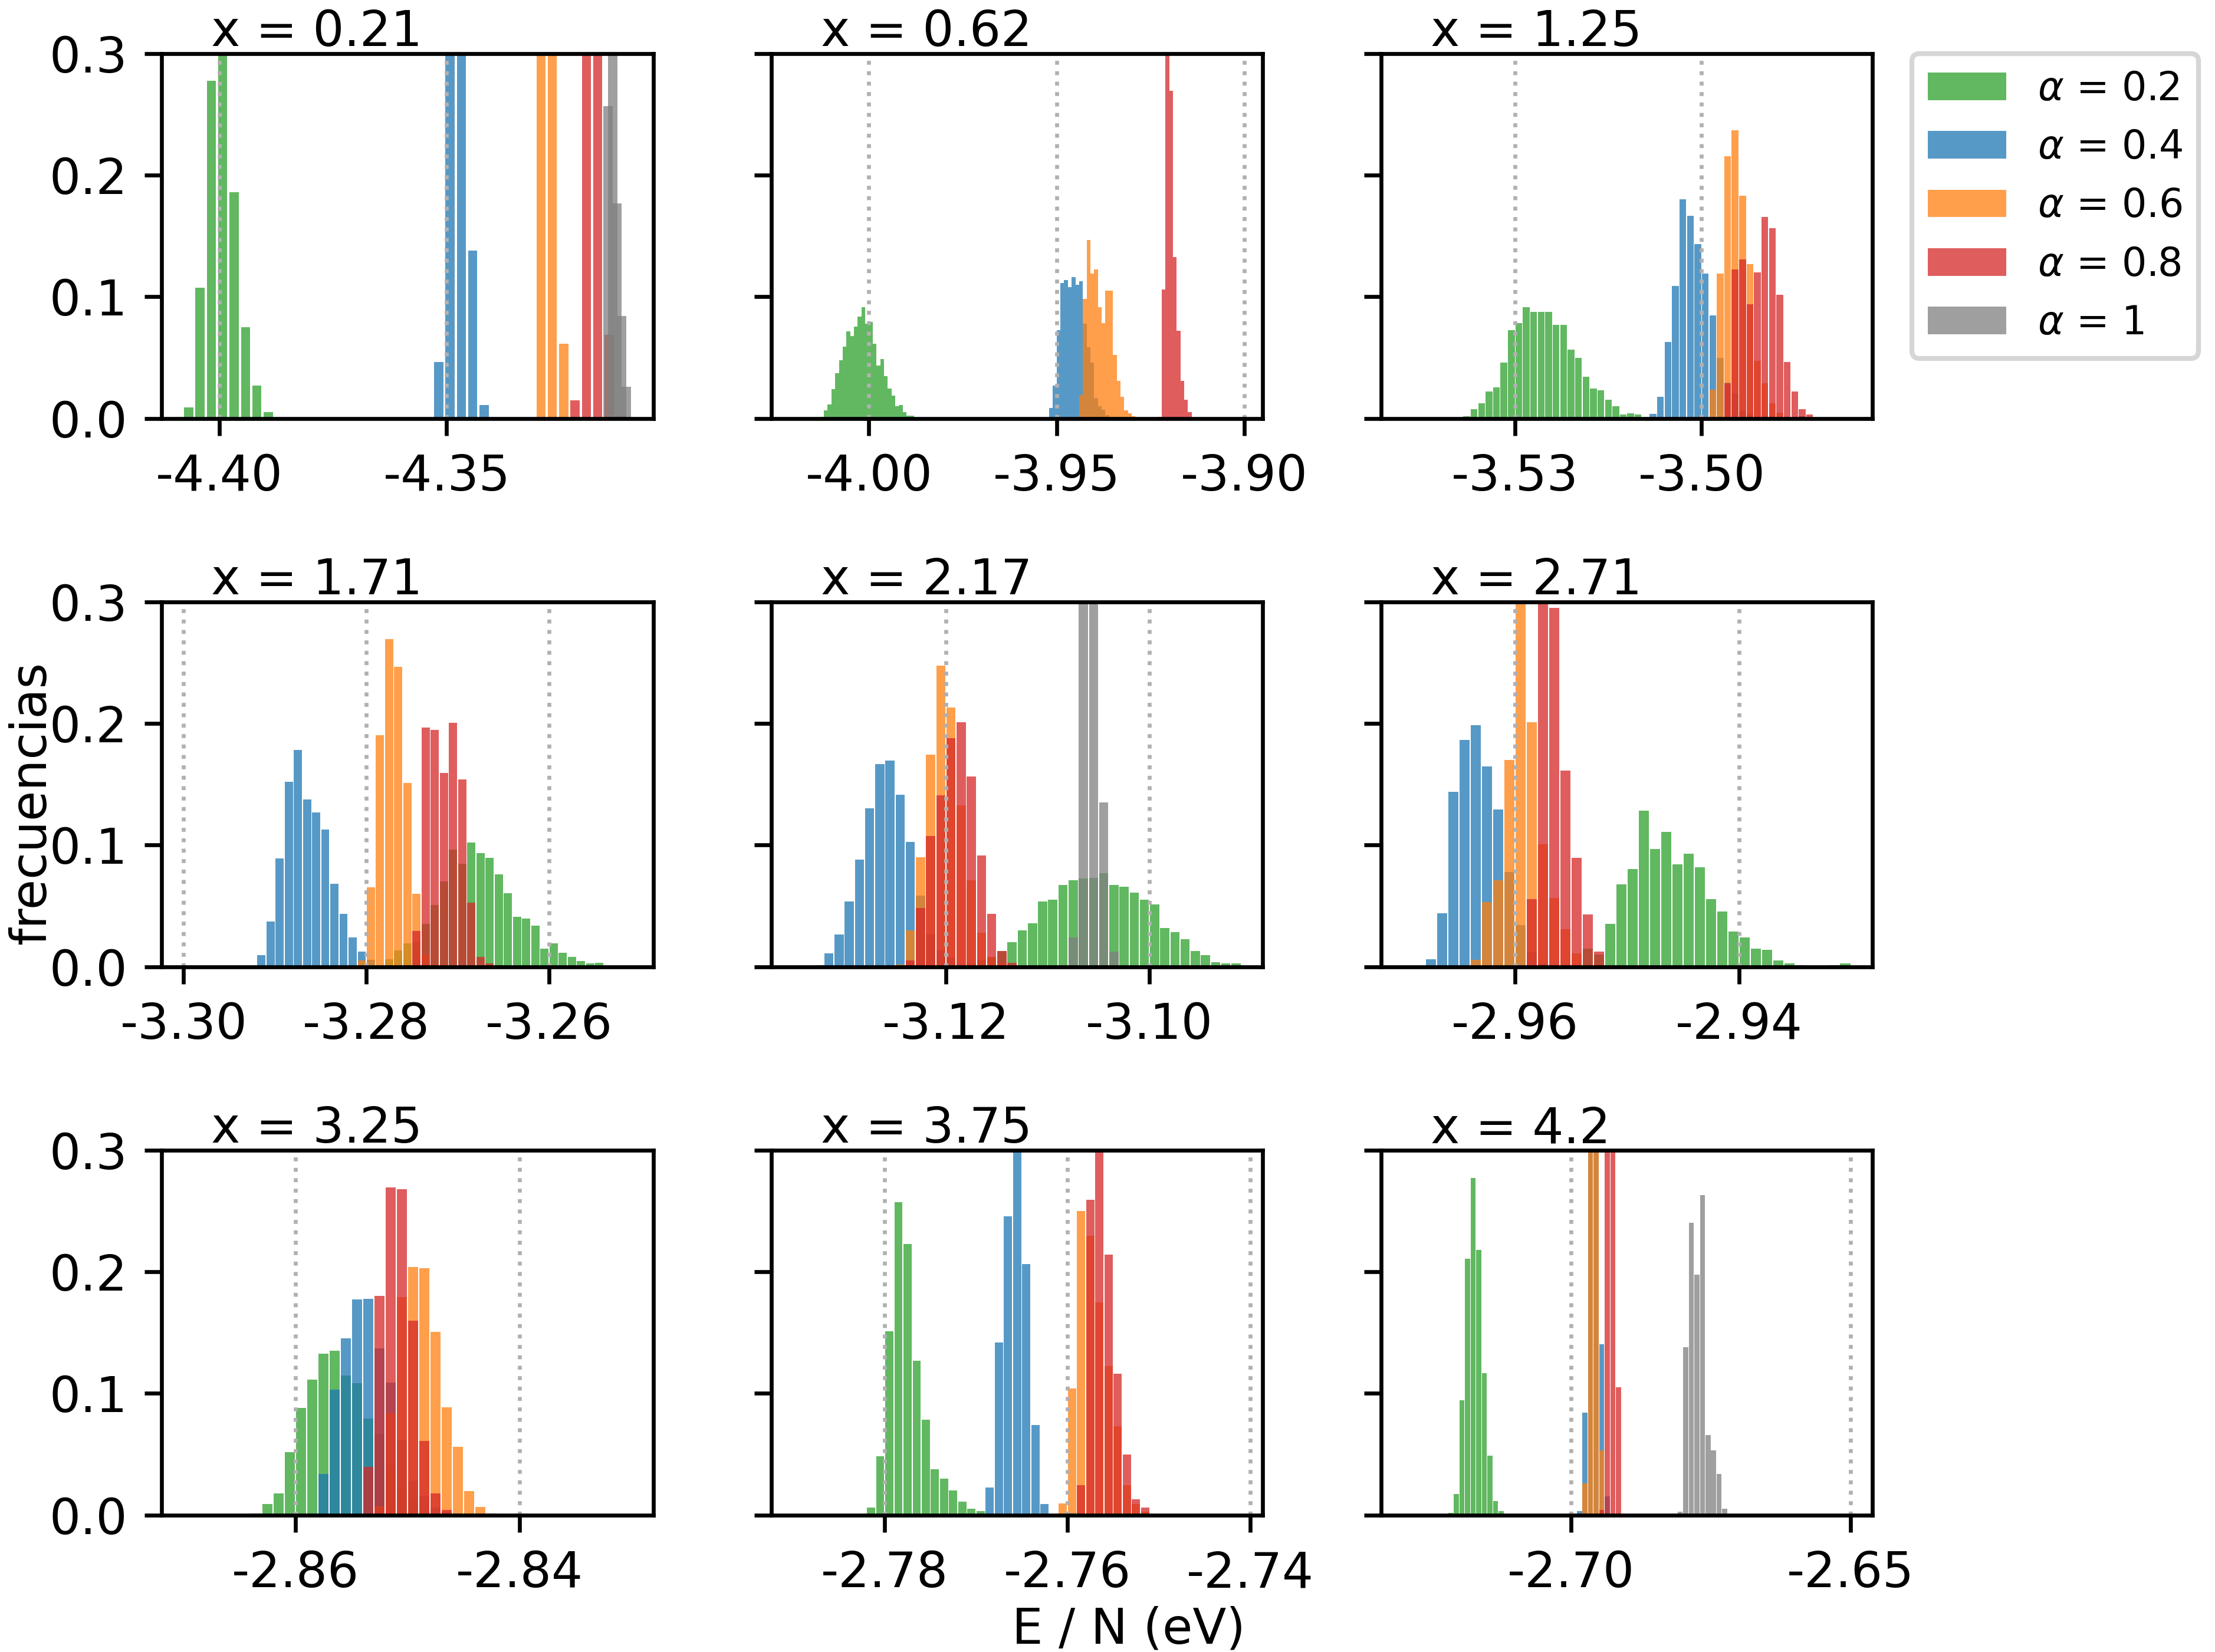 x = 0.21
x = 0.62
x = 1.25
0.3
0.2
0.1
0.0
-4.40
-4.35
-4.00
-3.95
-3.90
-3.53
-3.50
α = 0.2
α = 0.4
α = 0.6
α = 0.8
α = 1
x = 1.71
x = 2.17
x = 2.71
frecuencias
0.3
0.2
0.1
0.0
-3.30
-3.28
-3.26
-3.12
-3.10
-2.96
-2.94
x = 3.25
x = 3.75
x = 4.2
0.3
0.2
0.1
0.0
-2.86
-2.84
-2.78
-2.76
-2.74
-2.70
-2.65
E / N (eV)